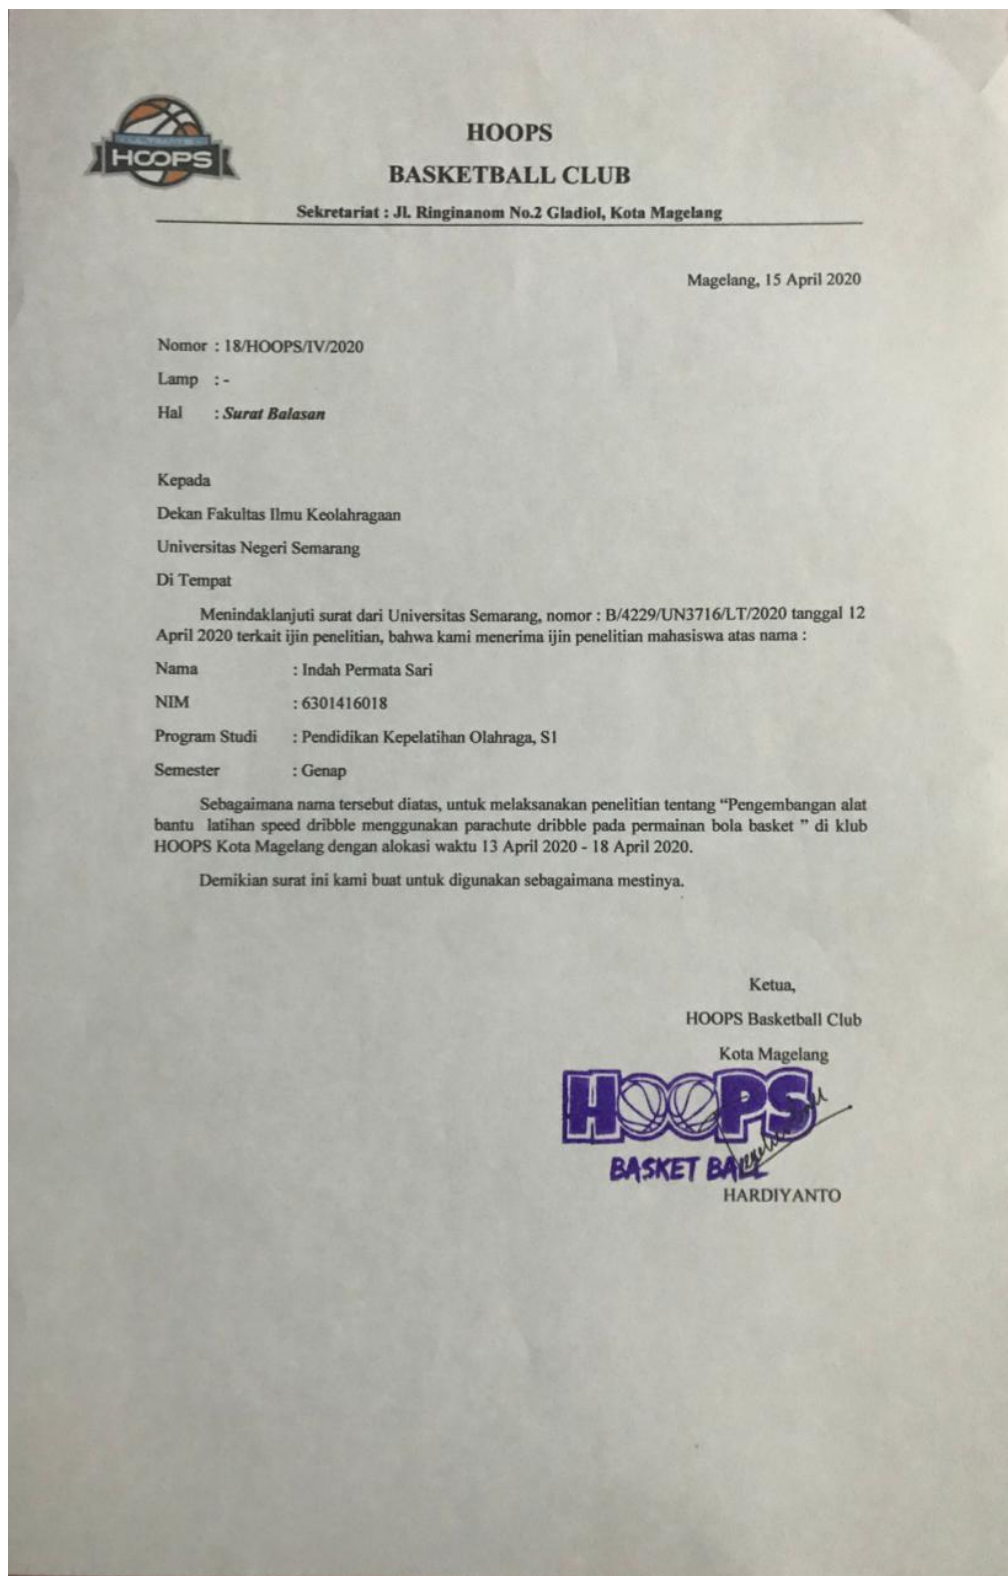 HOOPS
HOOPS
BASKETBALL CLUB
Sekretariat : Jl. Ringinanom No.2 Gladiol, Kota Magelang
Magelang, 15 April 2020
Nomor : 18/HOOPS/IV/2020
Lamp : -
Hal : Surat Balasan
Kepada
Dekan Fakultas Ilmu Keolahragaan
Universitas Negeri Semarang
Di Tempat
Menindaklanjuti surat dari Universitas Semarang, nomor : B/4229/UN3716/LT/2020 tanggal 12
April 2020 terkait ijin penelitian, bahwa kami menerima ijin penelitian mahasiswa atas nama :
Nama : Indah Permata Sari
NIM : 6301416018
Program Studi : Pendidikan Kepelatihan Olahraga, S1
Semester : Genap
Sebagaimana nama tersebut diatas, untuk melaksanakan penelitian tentang “Pengembangan alat
bantu latihan speed dribble menggunakan parachute dribble pada permainan bola basket ” di klub
HOOPS Kota Magelang dengan alokasi waktu 13 April 2020 - 18 April 2020.
Demikian surat ini kami buat untuk digunakan sebagaimana mestinya.
Ketua,
HOOPS Basketball Club
Kota Magelang
HOOPS
BASKET BALL
HARDIYANTO